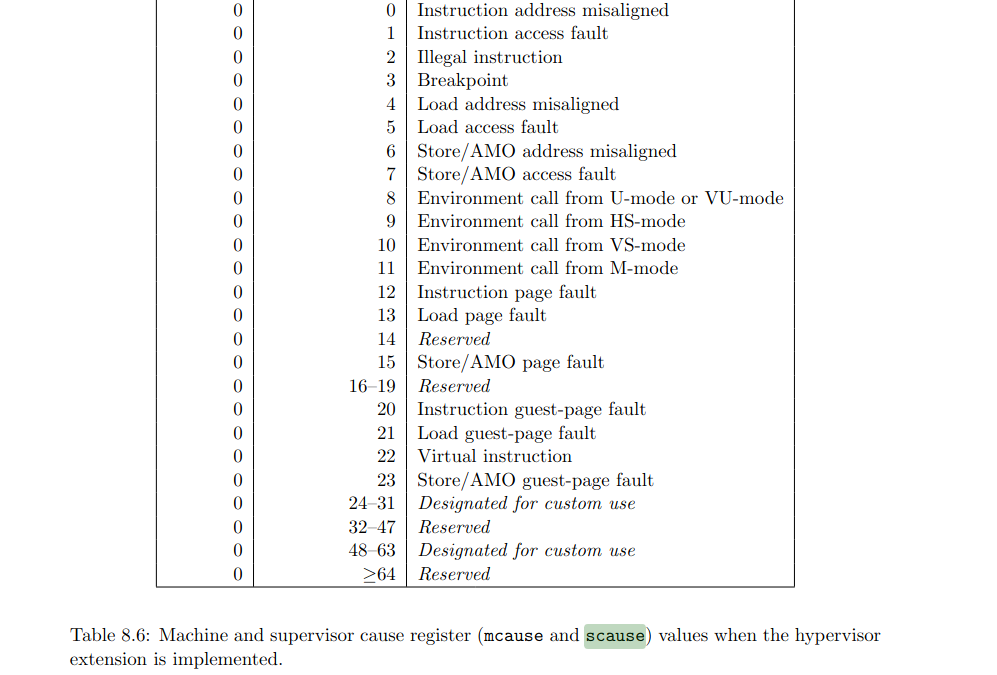 0 0 Instruction address misaligned
0 1 Instruction access fault
0 2 Illegal instruction
0 3 Breakpoint
0 4 Load address misaligned
0 5 Load access fault
0 6 Store/AMO address misaligned
0 7 Store/AMO access fault
0 8 Environment call from U-mode or VU-mode
0 9 Environment call from HS-mode
0 10 Environment call from VS-mode
0 11 Environment call from M-mode
0 12 Instruction page fault
0 13 Load page fault
0 14 Reserved
0 15 Store/AMO page fault
0 16–19 Reserved
0 20 Instruction guest-page fault
0 21 Load guest-page fault
0 22 Virtual instruction
0 23 Store/AMO guest-page fault
0 24–31 Designated for custom use
0 32–47 Reserved
0 48–63 Designated for custom use
0 ≥64 Reserved
Table 8.6: Machine and supervisor cause register (mcause and scause) values when the hypervisor
extension is implemented.